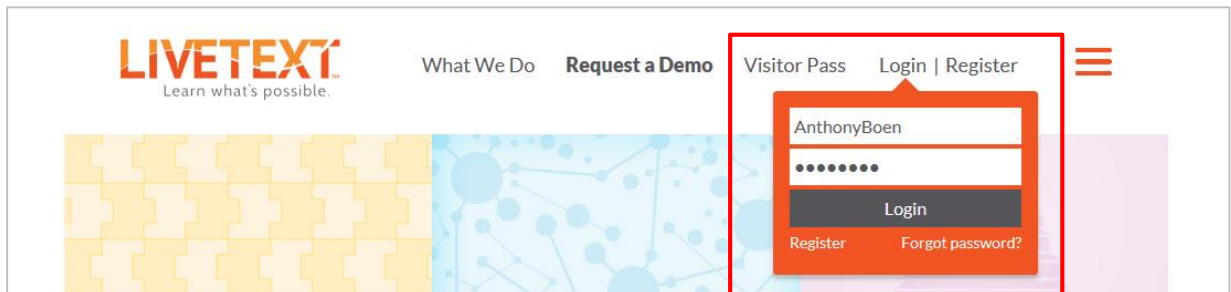 LIVETEXT
Learn what's possible.
What We Do Request a Demo Visitor Pass Login | Register
AnthonyBoen
••••••••
Login
Register Forgot password?